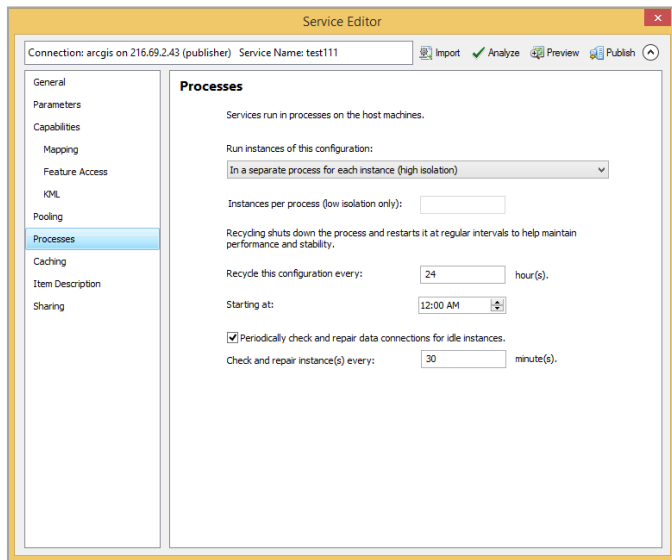 Service Editor
Connection: arcgis on 216.69.2.43 (publisher) Service Name: test111
Import
Analyze
Preview
Publish
General
Parameters
Capabilities
Mapping
Feature Access
KML
Pooling
Processes
Caching
Item Description
Sharing
Processes
Services run in processes on the host machines.
Run instances of this configuration:
In a separate process for each instance (high isolation)
Instances per process (low isolation only):
Recycling shuts down the process and restarts it at regular intervals to help maintain
performance and stability.
Recycle this configuration every: 24 hour(s).
Starting at: 12:00 AM
Periodically check and repair data connections for idle instances.
Check and repair instance(s) every: 30 minute(s).